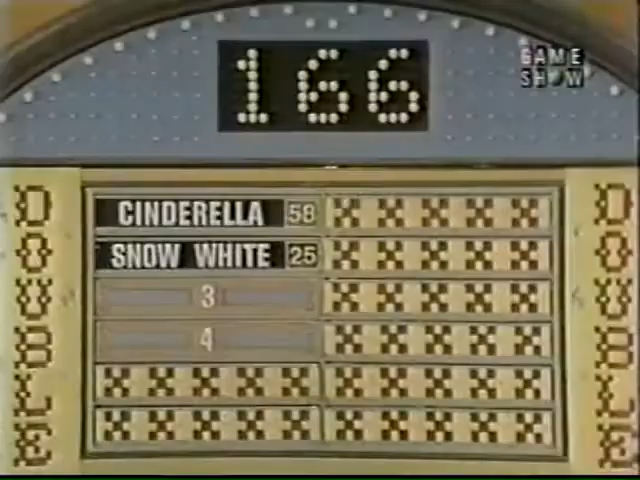 166
GAME
SHOW
CINDERELLA 58
SNOW WHITE 25
3
4
DOUBLE
DOUBLE